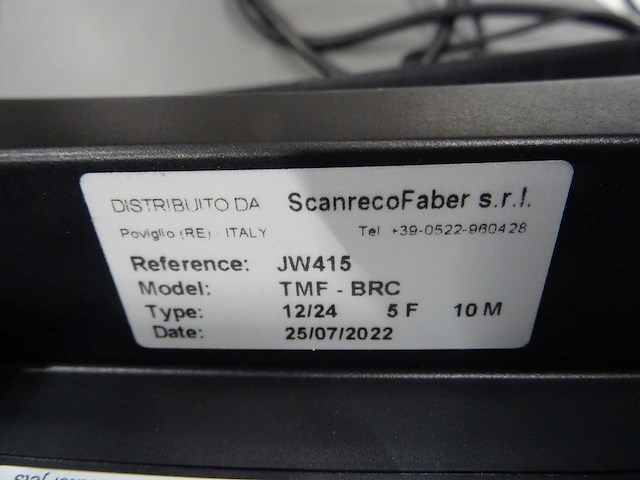 DISTRIBUITO DA ScanrecoFaber s.r.l.
Poviglio (RE) - ITALY Tel +39-0522-960428
Reference: JW415
Model: TMF - BRC
Type: 12/24 5 F 10 M
Date: 25/07/2022